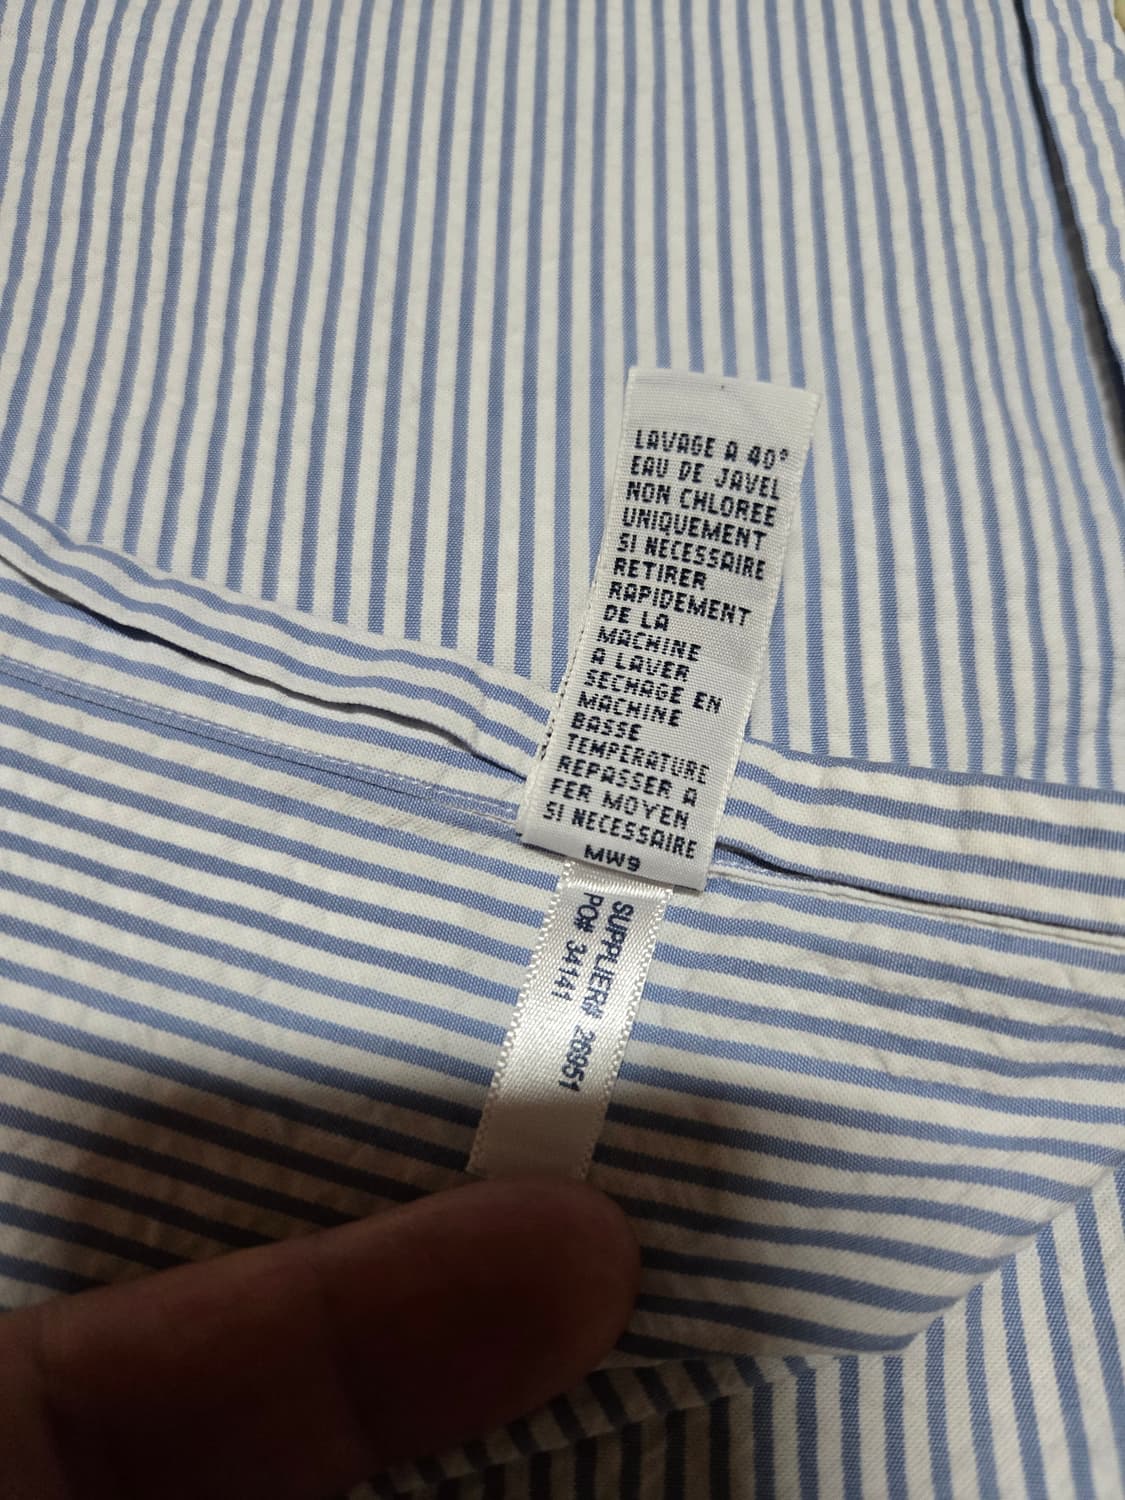 LAVAGE A 40°
EAU DE JAVEL
NON CHLOREE
UNIQUEMENT
SI NECESSAIRE
RETIRER
RAPIDEMENT
DE LA
MACHINE
A LAVER
SECHAGE EN
MACHINE
BASSE
TEMPERATURE
REPASSER A
FER MOYEN
SI NECESSAIRE
MW9
SUPPLIER# 26951
PO# 34141